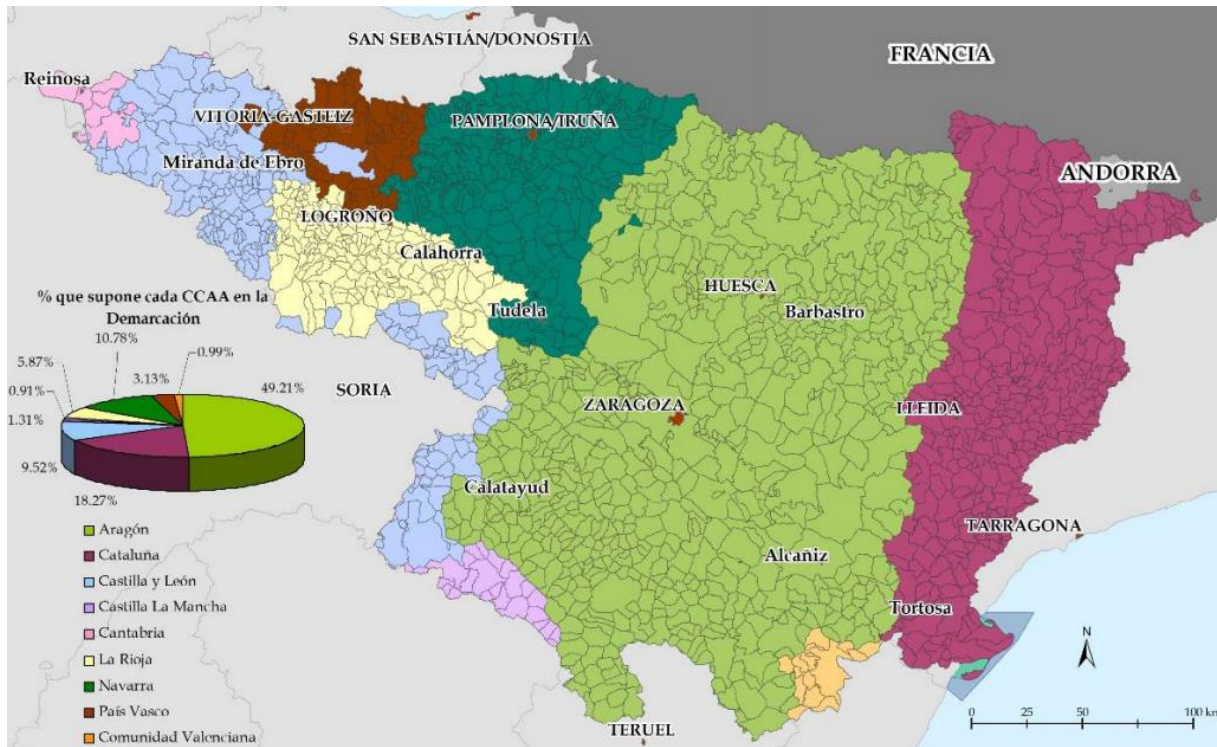 SAN SEBASTIÁN/DONOSTIA
FRANCIA
Reinosa
VITORIA-GASTEIZ
PAMPLONA/IRUÑA
Miranda de Ebro
ANDORRA
LOGROÑO
Calahorra
HUESCA
Barbastro
Tudela
% que supone cada CCAA en la
Demarcación
10.78%
0.99%
5.87%
3.13%
49.21%
0.91%
1.31%
9.52%
18.27%
SORIA
ZARAGOZA
LLEIDA
Calatayud
TARRAGONA
Alcañiz
Tortosa
TERUEL
Aragón
Cataluña
Castilla y León
Castilla La Mancha
Cantabria
La Rioja
Navarra
País Vasco
Comunidad Valenciana
N
0 25 50 100 km